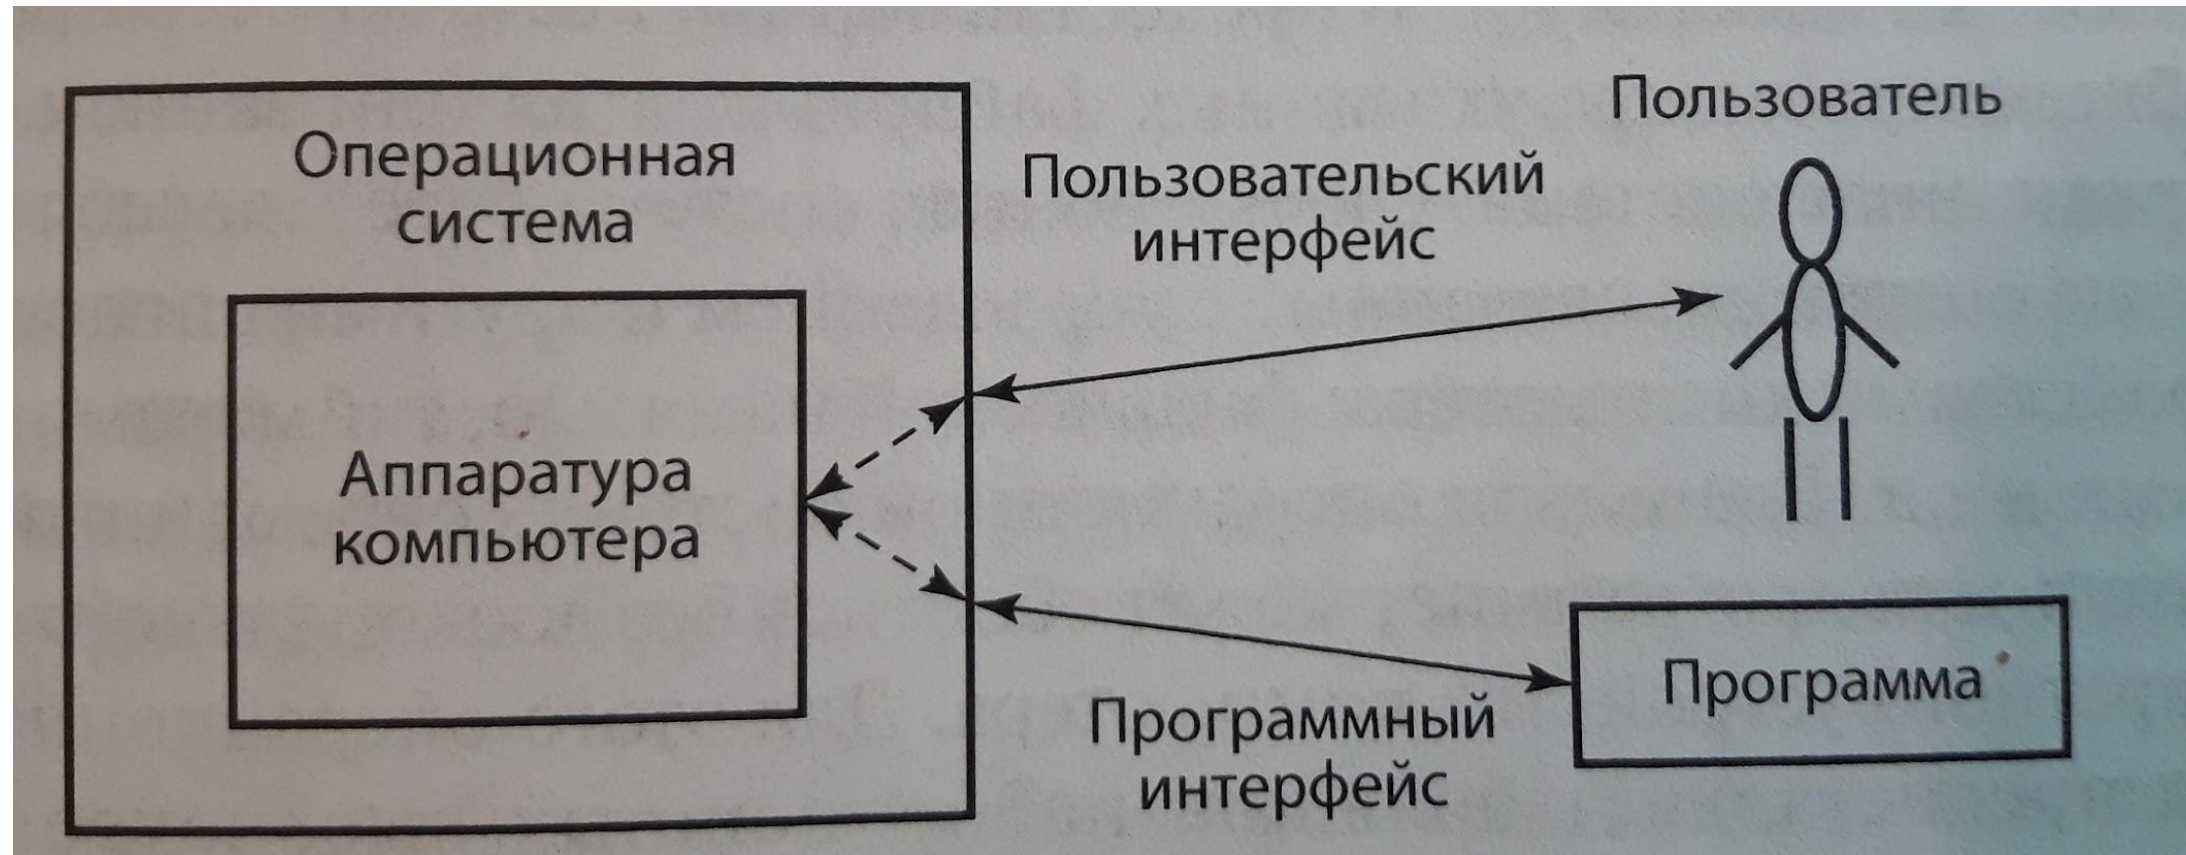 Операционная
система
Аппаратура
компьютера
Пользовательский
интерфейс
Пользователь
Программный
интерфейс
Программа